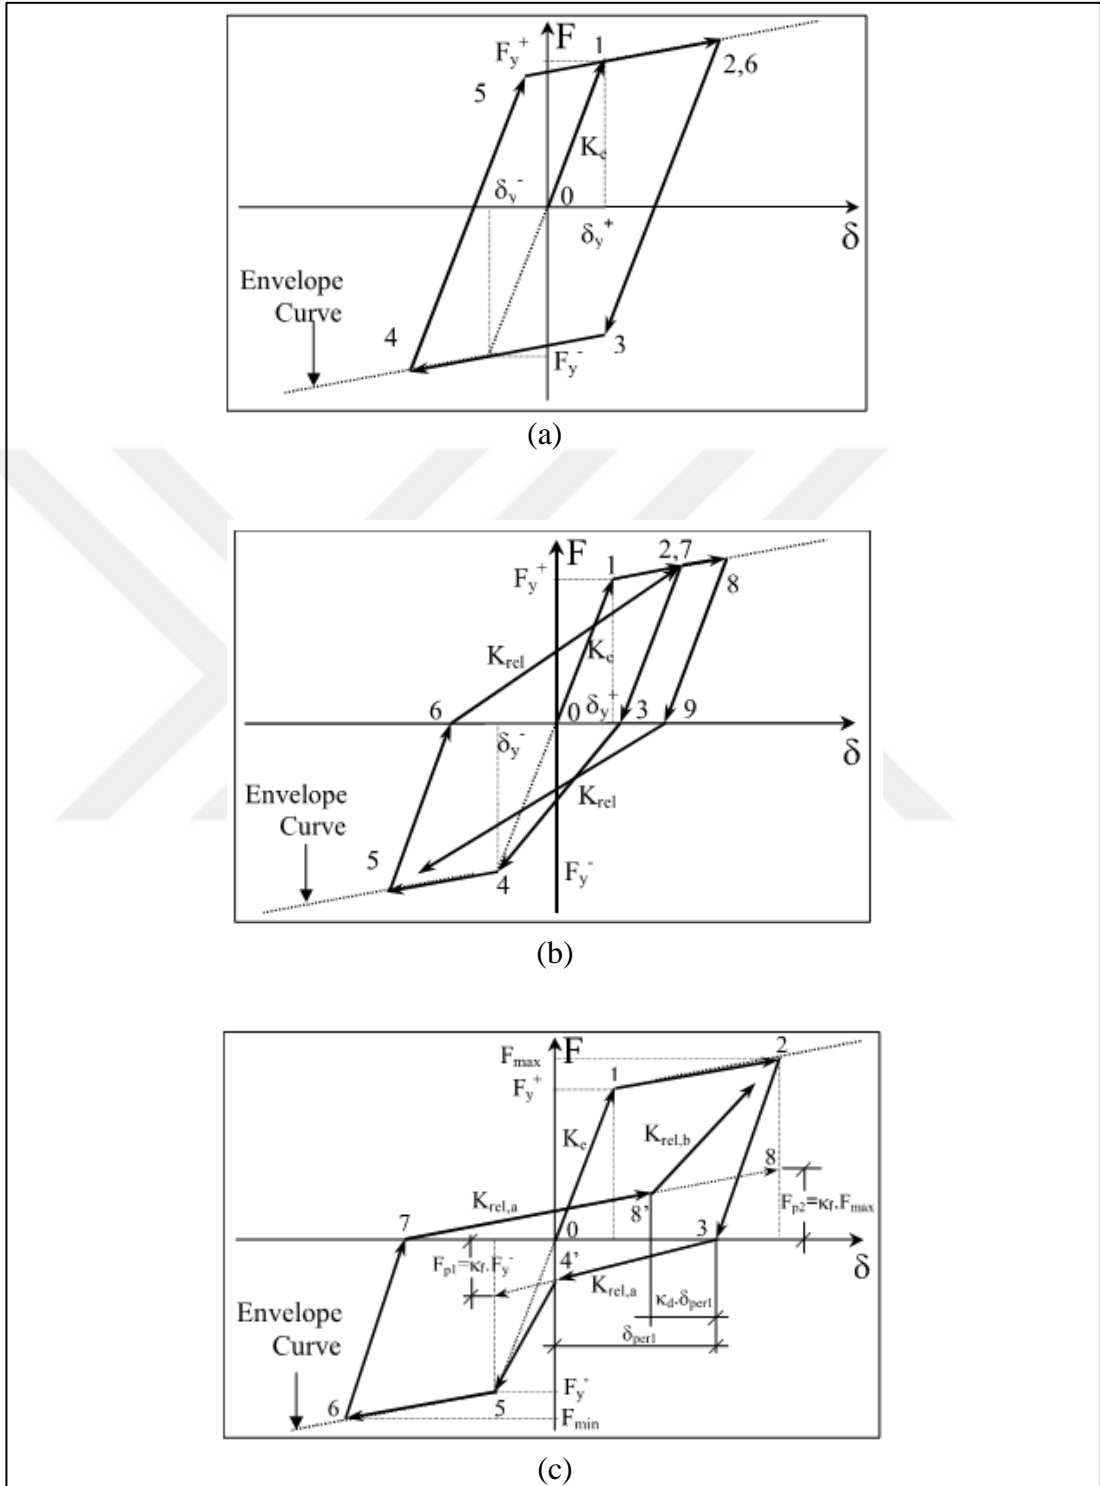 F
F_y^+
1
2,6
5
K_e
δ_y^-
0
δ_y^+
δ
Envelope
Curve
4
3
F_y^-
(a)
F
2,7
1
F_y^+
8
K_rel
K_e
6
0
δ_y^+
3
9
δ_y^-
δ
Envelope
Curve
K_rel
5
4
F_y^-
(b)
2
F_max
F
1
F_y^+
K_e
K_rel,b
8
K_rel,a
F_p2=κ_f.F_max
7
8'
0
3
F_p1=κ_f.F_y^-
4'
δ
K_rel,a
κ_d.δ_per1
δ_per1
Envelope
Curve
F_y^-
6
5
F_min
(c)